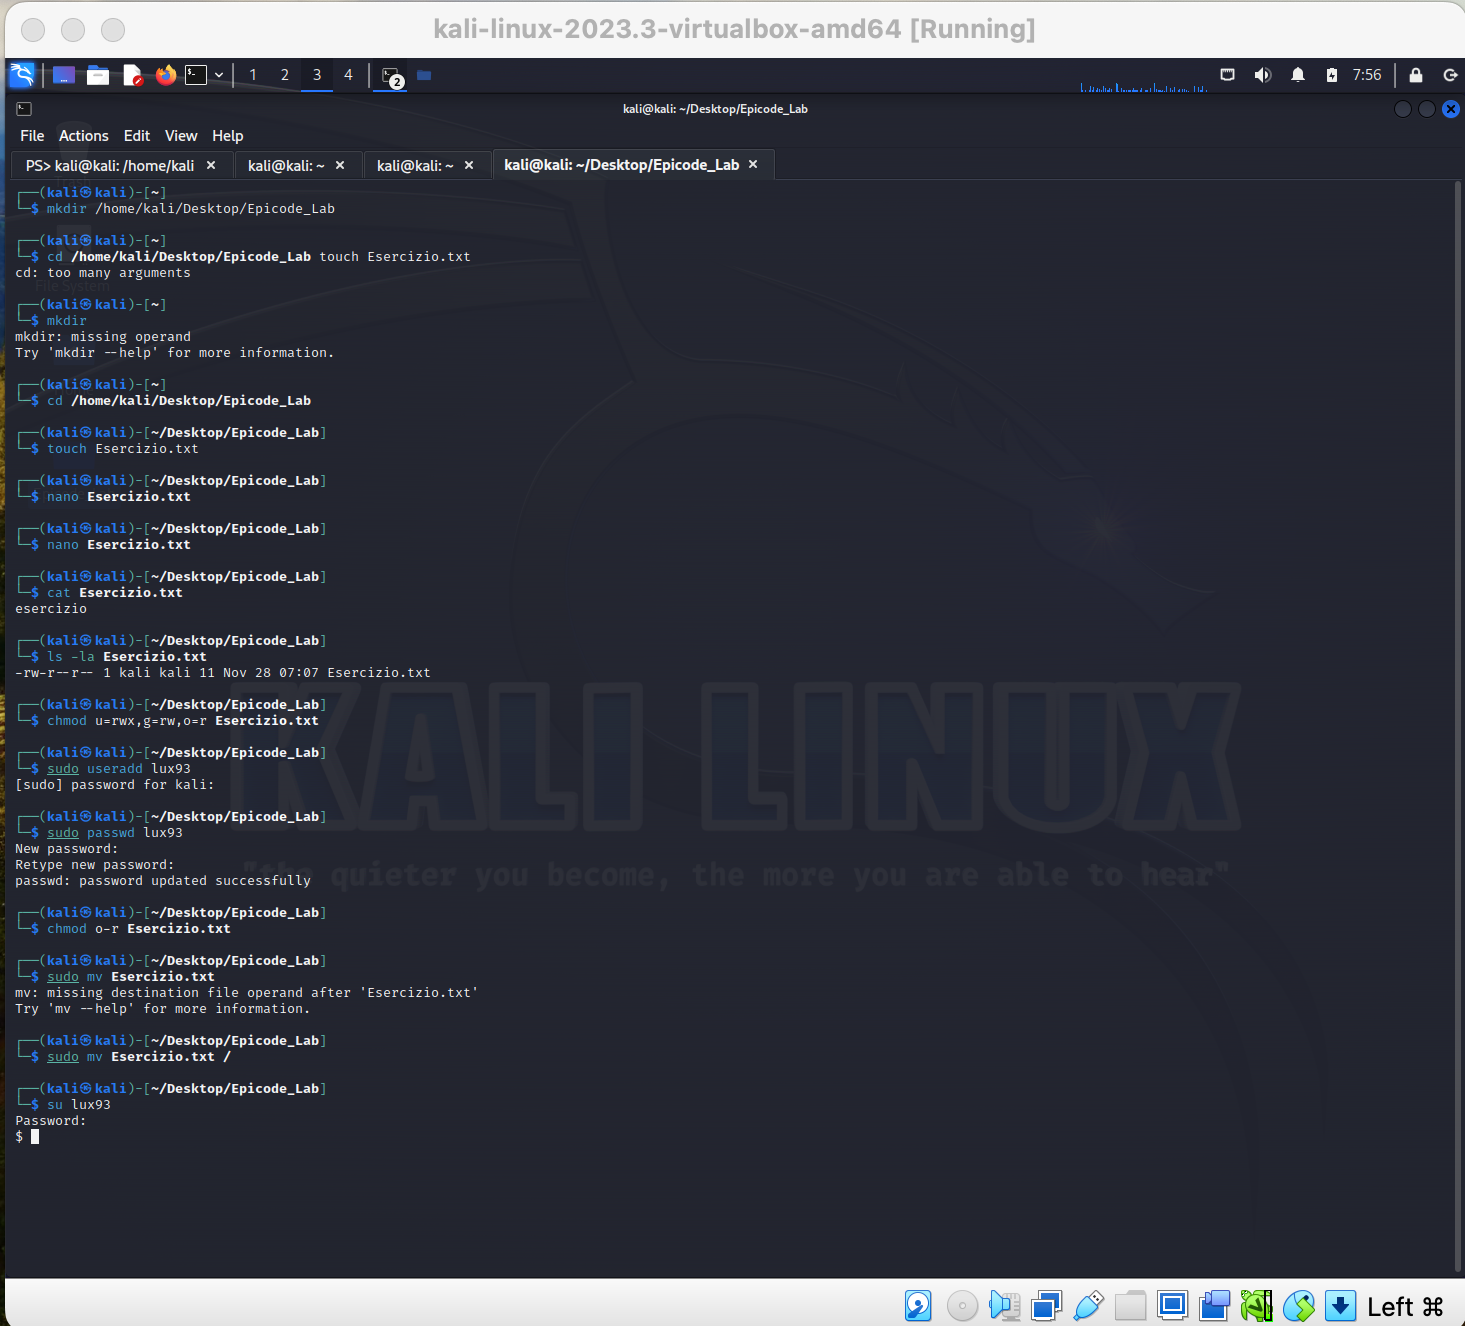 kali-linux-2023.3-virtualbox-amd64 [Running]
1 2 3 4 2 7:56
kali@kali: ~/Desktop/Epicode_Lab
File Actions Edit View Help
PS> kali@kali: /home/kali × kali@kali: ~ × kali@kali: ~ × kali@kali: ~/Desktop/Epicode_Lab ×
┌──(kali㉿kali)-[~]
└─$ mkdir /home/kali/Desktop/Epicode_Lab
┌──(kali㉿kali)-[~]
└─$ cd /home/kali/Desktop/Epicode_Lab touch Esercizio.txt
cd: too many arguments
File System
┌──(kali㉿kali)-[~]
└─$ mkdir
mkdir: missing operand
Try 'mkdir --help' for more information.
┌──(kali㉿kali)-[~]
└─$ cd /home/kali/Desktop/Epicode_Lab
┌──(kali㉿kali)-[~/Desktop/Epicode_Lab]
└─$ touch Esercizio.txt
┌──(kali㉿kali)-[~/Desktop/Epicode_Lab]
└─$ nano Esercizio.txt
┌──(kali㉿kali)-[~/Desktop/Epicode_Lab]
└─$ nano Esercizio.txt
┌──(kali㉿kali)-[~/Desktop/Epicode_Lab]
└─$ cat Esercizio.txt
esercizio
┌──(kali㉿kali)-[~/Desktop/Epicode_Lab]
└─$ ls -la Esercizio.txt
-rw-r--r-- 1 kali kali 11 Nov 28 07:07 Esercizio.txt
┌──(kali㉿kali)-[~/Desktop/Epicode_Lab]
└─$ chmod u=rwx,g=rw,o=r Esercizio.txt
┌──(kali㉿kali)-[~/Desktop/Epicode_Lab]
└─$ sudo useradd lux93
[sudo] password for kali:
┌──(kali㉿kali)-[~/Desktop/Epicode_Lab]
└─$ sudo passwd lux93
New password:
Retype new password:
passwd: password updated successfully
┌──(kali㉿kali)-[~/Desktop/Epicode_Lab]
└─$ chmod o-r Esercizio.txt
┌──(kali㉿kali)-[~/Desktop/Epicode_Lab]
└─$ sudo mv Esercizio.txt
mv: missing destination file operand after 'Esercizio.txt'
Try 'mv --help' for more information.
┌──(kali㉿kali)-[~/Desktop/Epicode_Lab]
└─$ sudo mv Esercizio.txt /
┌──(kali㉿kali)-[~/Desktop/Epicode_Lab]
└─$ su lux93
Password:
$
KALI LINUX
"the quieter you become, the more you are able to hear"
Left ⌘